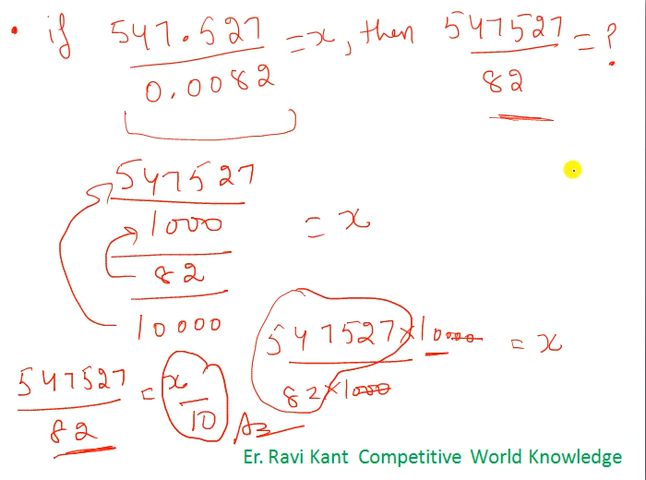 • if 547.527 / 0.0082 = x, then 547527 / 82 = ?
547527
1000
82
10000
= x
547527 × 10000 / 82 × 1000 = x
547527 / 82 = x / 10 Ans
Er. Ravi Kant Competitive World Knowledge